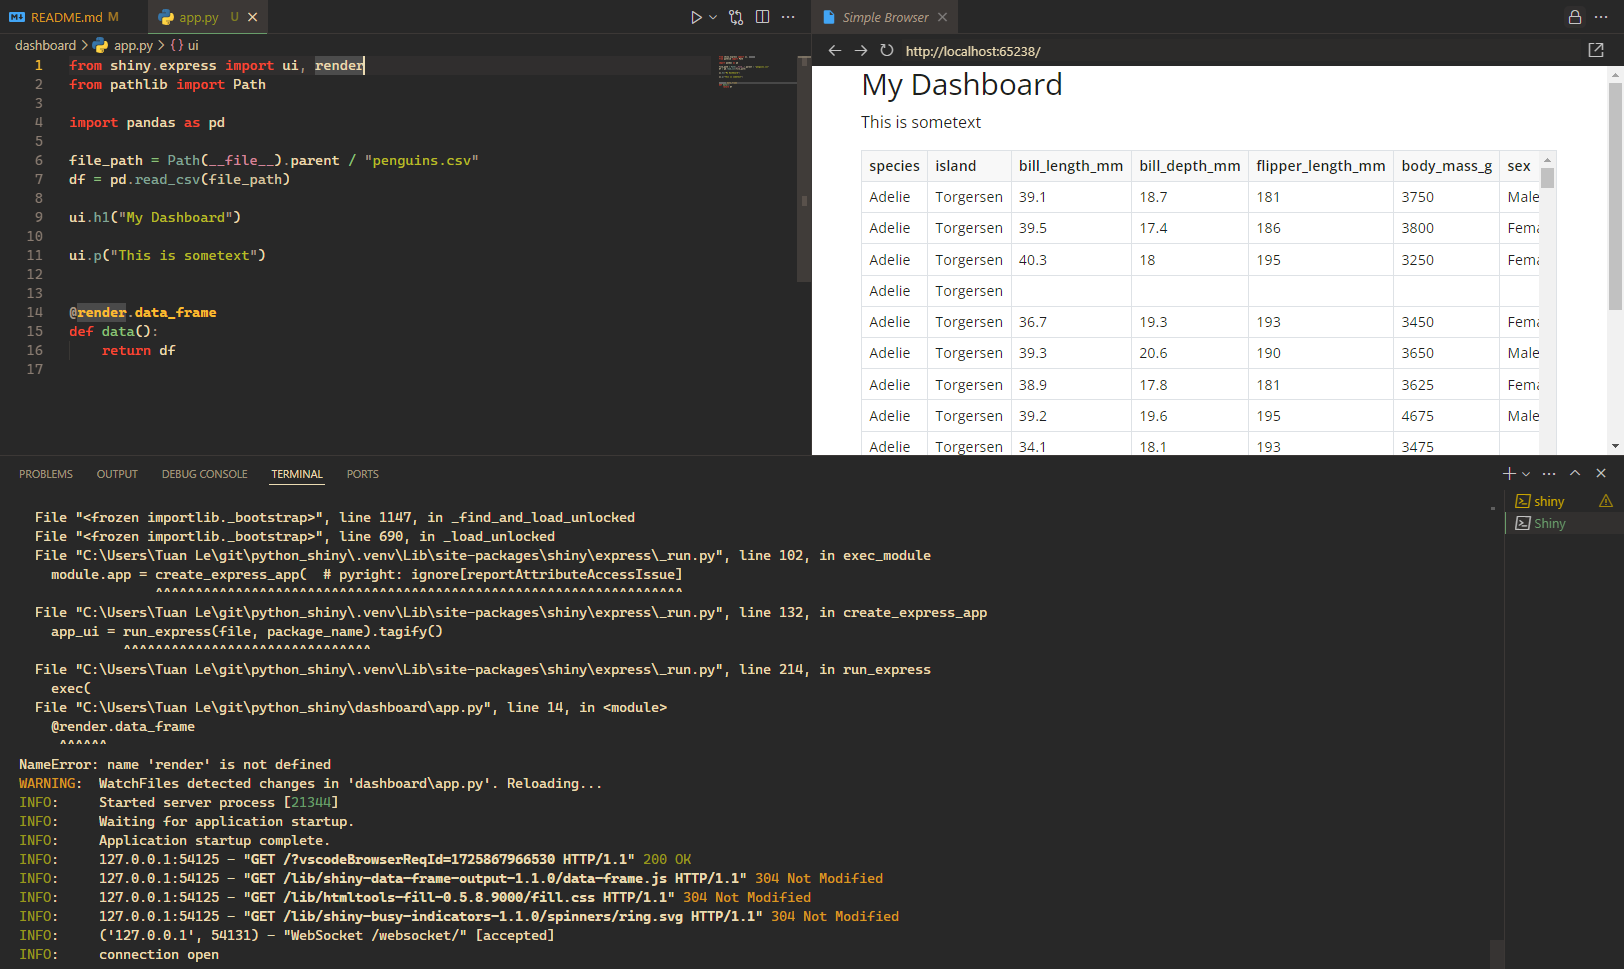 README.md M
app.py U
dashboard > app.py > {} ui
1 from shiny.express import ui, render
2 from pathlib import Path
3
4 import pandas as pd
5
6 file_path = Path(__file__).parent / "penguins.csv"
7 df = pd.read_csv(file_path)
8
9 ui.h1("My Dashboard")
10
11 ui.p("This is sometext")
12
13
14 @render.data_frame
15 def data():
16 return df
17
Simple Browser
http://localhost:65238/
My Dashboard
This is sometext
species island bill_length_mm bill_depth_mm flipper_length_mm body_mass_g sex
Adelie Torgersen 39.1 18.7 181 3750 Male
Adelie Torgersen 39.5 17.4 186 3800 Fema
Adelie Torgersen 40.3 18 195 3250 Fema
Adelie Torgersen
Adelie Torgersen 36.7 19.3 193 3450 Fema
Adelie Torgersen 39.3 20.6 190 3650 Male
Adelie Torgersen 38.9 17.8 181 3625 Fema
Adelie Torgersen 39.2 19.6 195 4675 Male
Adelie Torgersen 34.1 18.1 193 3475
PROBLEMS OUTPUT DEBUG CONSOLE TERMINAL PORTS
shiny
Shiny
File "<frozen importlib._bootstrap>", line 1147, in _find_and_load_unlocked
File "<frozen importlib._bootstrap>", line 690, in _load_unlocked
File "C:\Users\Tuan Le\git\python_shiny\.venv\Lib\site-packages\shiny\express\_run.py", line 102, in exec_module
module.app = create_express_app(  # pyright: ignore[reportAttributeAccessIssue]
^^^^^^^^^^^^^^^^^^^^^^^^^^^^^^^^^^^^^^^^^^^^^^^^^^^^^^^^^^^^^^^^^^
File "C:\Users\Tuan Le\git\python_shiny\.venv\Lib\site-packages\shiny\express\_run.py", line 132, in create_express_app
app_ui = run_express(file, package_name).tagify()
^^^^^^^^^^^^^^^^^^^^^^^^^^^^^^^
File "C:\Users\Tuan Le\git\python_shiny\.venv\Lib\site-packages\shiny\express\_run.py", line 214, in run_express
exec(
File "C:\Users\Tuan Le\git\python_shiny\dashboard\app.py", line 14, in <module>
@render.data_frame
^^^^^^
NameError: name 'render' is not defined
WARNING:  WatchFiles detected changes in 'dashboard\app.py'. Reloading...
INFO:     Started server process [21344]
INFO:     Waiting for application startup.
INFO:     Application startup complete.
INFO:     127.0.0.1:54125 - "GET /?vscodeBrowserReqId=1725867966530 HTTP/1.1" 200 OK
INFO:     127.0.0.1:54125 - "GET /lib/shiny-data-frame-output-1.1.0/data-frame.js HTTP/1.1" 304 Not Modified
INFO:     127.0.0.1:54125 - "GET /lib/htmltools-fill-0.5.8.9000/fill.css HTTP/1.1" 304 Not Modified
INFO:     127.0.0.1:54125 - "GET /lib/shiny-busy-indicators-1.1.0/spinners/ring.svg HTTP/1.1" 304 Not Modified
INFO:     ('127.0.0.1', 54131) - "WebSocket /websocket/" [accepted]
INFO:     connection open